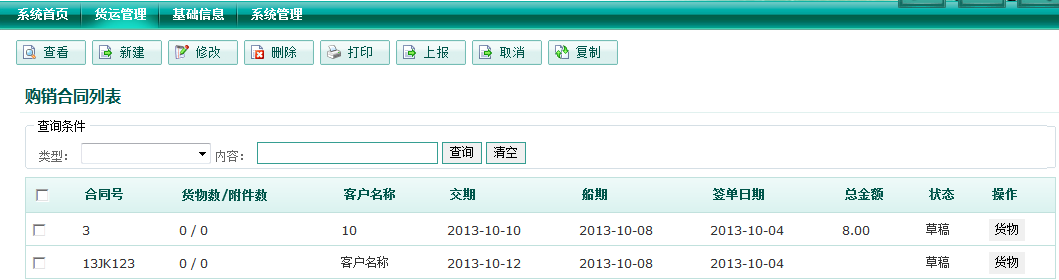 系统首页 货运管理 基础信息 系统管理
查看 新建 修改 删除 打印 上报 取消 复制
购销合同列表
查询条件
类型： 内容： 查询 清空
合同号 货物数/附件数 客户名称 交期 船期 签单日期 总金额 状态 操作
3 0 / 0 10 2013-10-10 2013-10-08 2013-10-04 8.00 草稿 货物
13JK123 0 / 0 客户名称 2013-10-12 2013-10-08 2013-10-04 草稿 货物